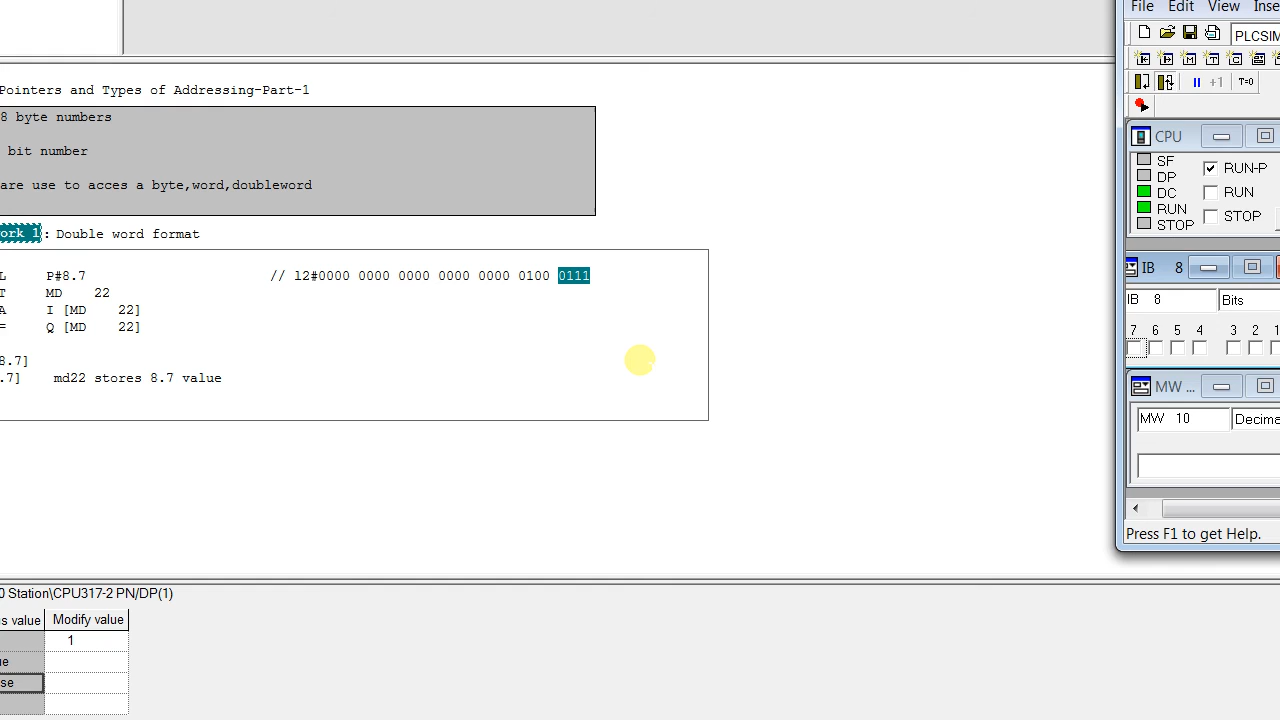 File Edit View Inse
PLCSIM
+1 T=0
Pointers and Types of Addressing-Part-1
8 byte numbers
bit number
are use to acces a byte,word,doubleword
ork 1: Double word format
L P#8.7 // l2#0000 0000 0000 0000 0000 0100 0111
T MD 22
A I [MD 22]
= Q [MD 22]
8.7]
.7] md22 stores 8.7 value
CPU
SF
DP
DC
RUN
STOP
RUN-P
RUN
STOP
IB 8
IB 8 Bits
7 6 5 4 3 2 1
MW ...
MW 10 Decima
Press F1 to get Help.
0 Station\CPU317-2 PN/DP(1)
s value Modify value
1
ue
se